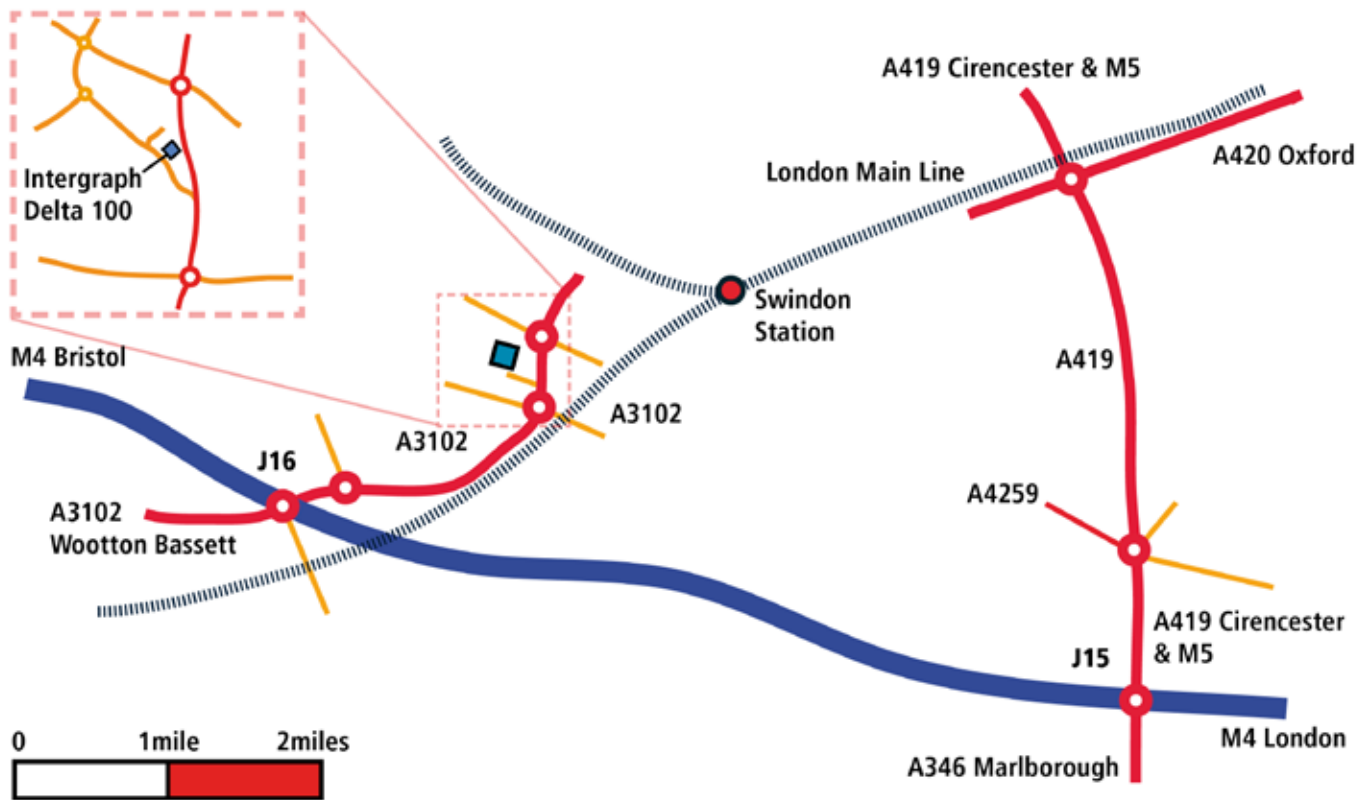 A419 Cirencester & M5
A420 Oxford
London Main Line
Intergraph
Delta 100
Swindon
Station
M4 Bristol
A419
A3102
A3102
J16
A4259
A3102
Wootton Bassett
A419 Cirencester
& M5
J15
0 1mile 2miles
M4 London
A346 Marlborough